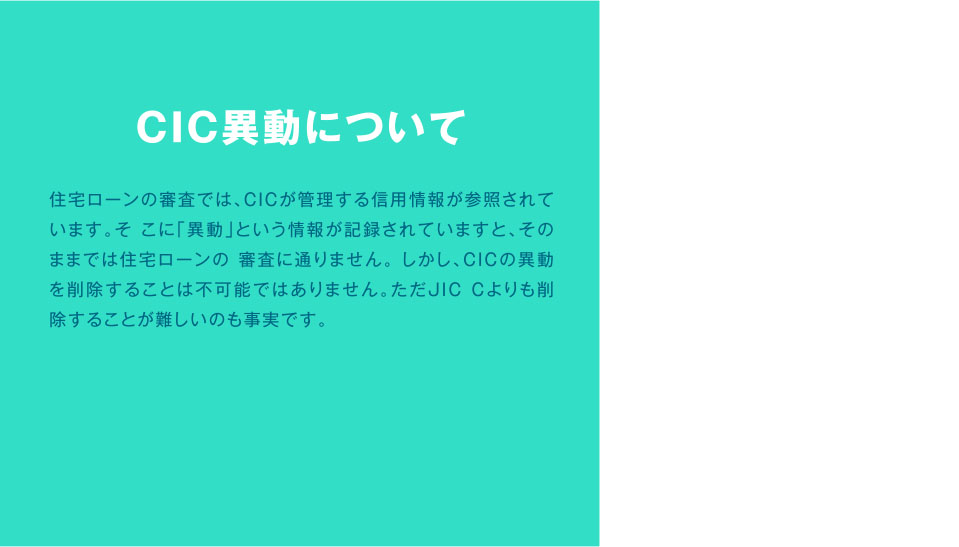 CIC異動について
住宅ローンの審査では、CICが管理する信用情報が参照されて
います。そ こに「異動」という情報が記録されていますと、その
ままでは住宅ローンの 審査に通りません。 しかし、CICの異動
を削除することは不可能ではありません。ただJIC Cよりも削
除することが難しいのも事実です。